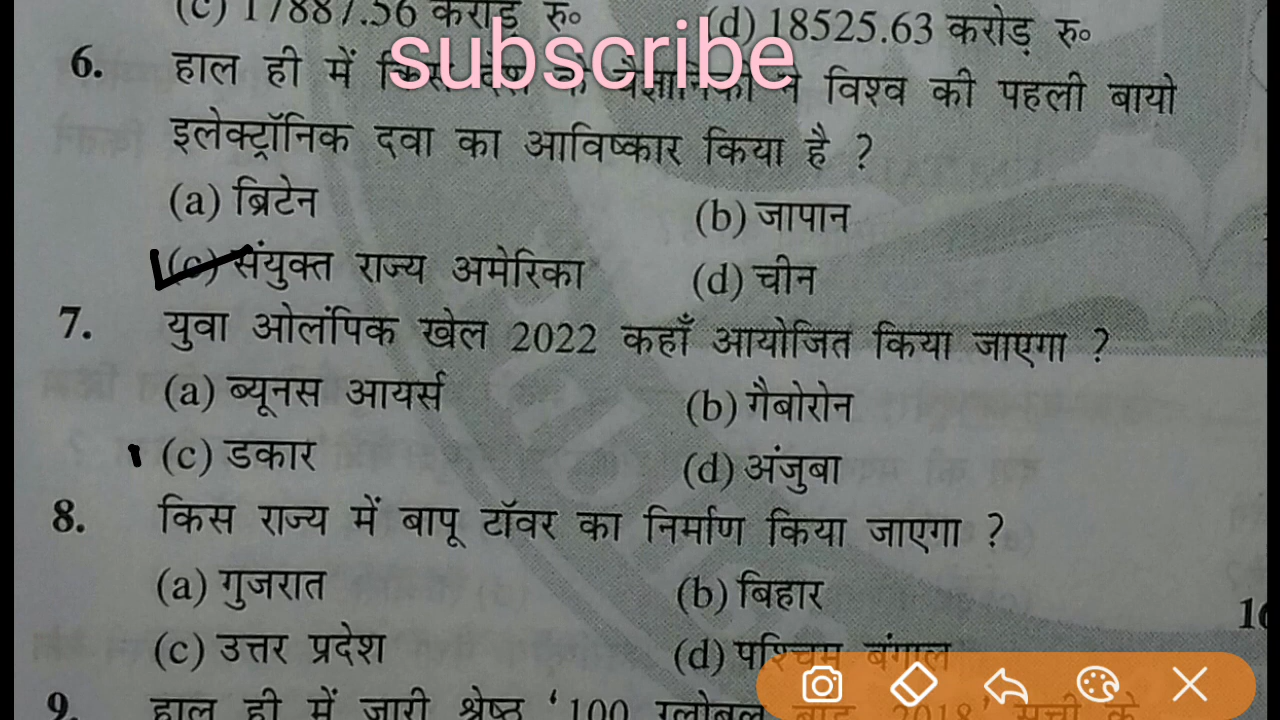 (c) 17887.56 करोड़ रु० (d) 18525.63 करोड़ रु०
subscribe
6. हाल ही में किस देश के वैज्ञानिकों ने विश्व की पहली बायो
इलेक्ट्रॉनिक दवा का आविष्कार किया है ?
(a) ब्रिटेन (b) जापान
(c) संयुक्त राज्य अमेरिका (d) चीन
7. युवा ओलंपिक खेल 2022 कहाँ आयोजित किया जाएगा ?
(a) ब्यूनस आयर्स (b) गैबोरोन
(c) डकार (d) अंजुबा
8. किस राज्य में बापू टॉवर का निर्माण किया जाएगा ?
(a) गुजरात (b) बिहार
(c) उत्तर प्रदेश (d) पश्चिम बंगाल
9. हाल ही में जारी श्रेष्ठ ‘100 ग्लोबल 2018’ सूची के